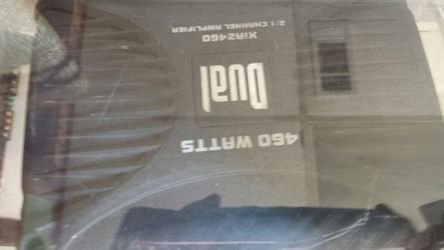 460 WATTS
Dual
XiR2460
2/1 CHANNEL AMPLIFIER